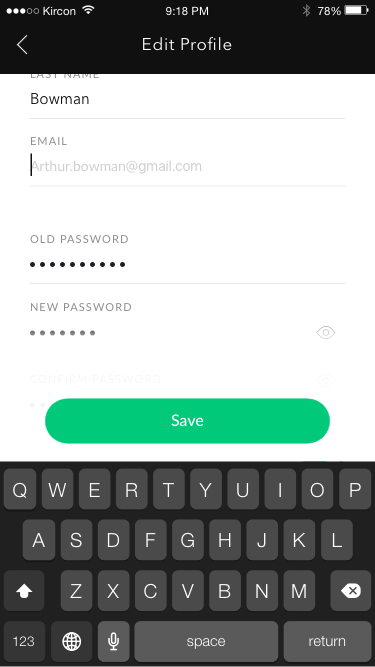 Kircon 9:18 PM 78%
Edit Profile
LAST NAME
Bowman
EMAIL
Arthur.bowman@gmail.com
OLD PASSWORD
NEW PASSWORD
CONFIRM PASSWORD
Save
Q W E R T Y U I O P
A S D F G H J K L
Z X C V B N M
123 space return